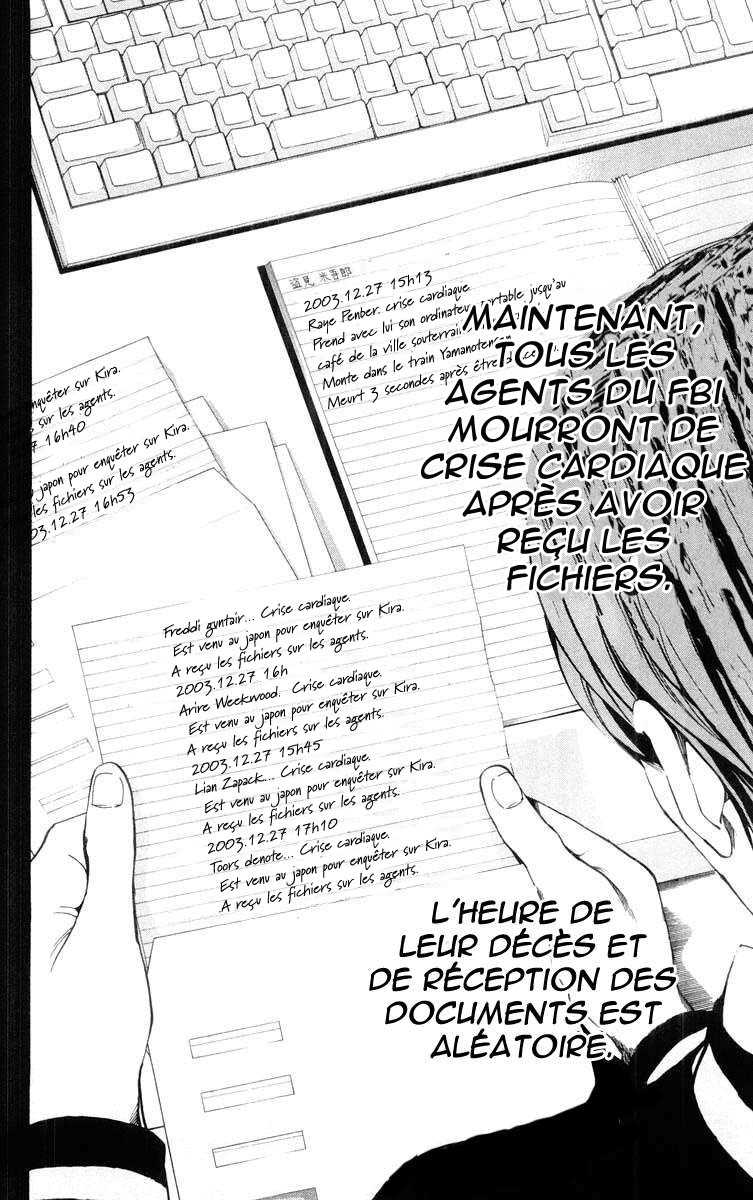 2003.12.27 15h13
Raye Penber. crise cardiaque
Prend avec lui son ordinateur portable jusqu'au
café de la ville souterrai
Monte dans le train Yamanote
Meurt 3 secondes après être
MAINTENANT,
TOUS LES
AGENTS DU FBI
MOURRONT DE
CRISE CARDIAQUE
APRÈS AVOIR
REÇU LES
FICHIERS.
enquêter sur Kira.
sur les agents.
27 16h40
japon pour enquêter sur Kira.
les fichiers sur les agents.
2003.12.27 16h53
Freddi guntair... Crise cardiaque.
Est venu au japon pour enquêter sur Kira.
A reçu les fichiers sur les agents.
2003.12.27 16h
Arire Weekwood. Crise cardiaque.
Est venu au japon pour enquêter sur Kira.
A reçu les fichiers sur les agents.
2003.12.27 15h45
Lian Zapack... Crise cardiaque.
Est venu au japon pour enquêter sur Kira.
A reçu les fichiers sur les agents.
2003.12.27 17h10
Toors denote... Crise cardiaque.
Est venu au japon pour enquêter sur Kira.
A reçu les fichiers sur les agents.
L'HEURE DE
LEUR DÉCÈS ET
DE RÉCEPTION DES
DOCUMENTS EST
ALÉATOIRE.